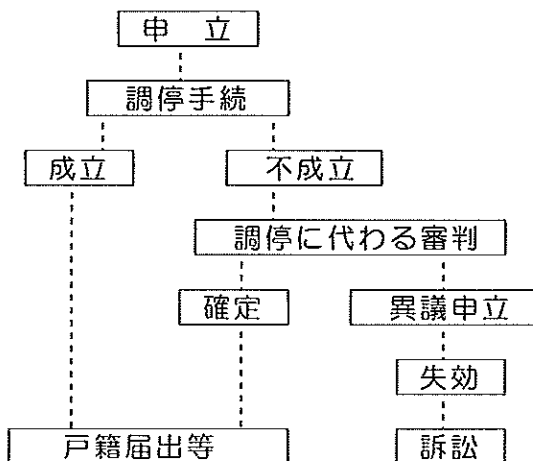 申 立
調停手続
成立
不成立
調停に代わる審判
確定
異議申立
失効
戸籍届出等
訴訟